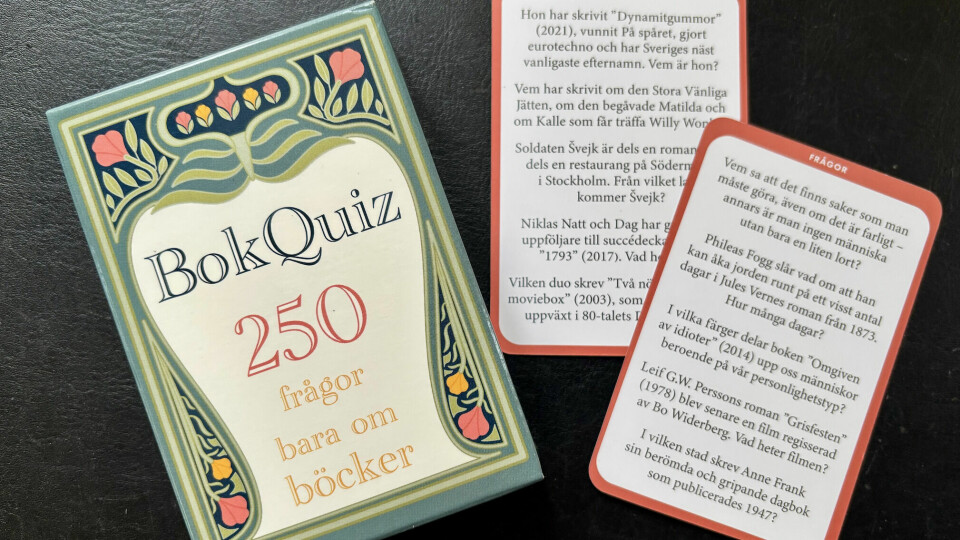 BokQuiz
250
frågor
bara om
böcker
Hon har skrivit "Dynamitgummor"
(2021), vunnit På spåret, gjort
eurotechno och har Sveriges näst
vanligaste efternamn. Vem är hon?
Vem har skrivit om den Stora Vänliga
Jätten, om den begåvade Matilda och
om Kalle som får träffa Willy
Soldaten Švejk är dels en roman
dels en restaurang på
i Stockholm. Från vilket
kommer Švejk?
Niklas Natt och Dag har
uppföljare till
"1793" (2017). Vad
Vilken duo skrev "Två
moviebox" (2003), som
uppväxt i 80-talets
FRÅGOR
Vem sa att det finns saker som man
måste göra, även om det är farligt –
annars är man ingen människa
utan bara en liten lort?
Phileas Fogg slår vad om att han
kan åka jorden runt på ett visst antal
dagar i Jules Vernes roman från 1873.
Hur många dagar?
I vilka färger delar boken "Omgiven
av idioter" (2014) upp oss människor
beroende på vår personlighetstyp?
Leif G.W. Perssons roman "Grisfesten"
(1978) blev senare en film regisserad
av Bo Widerberg. Vad heter filmen?
I vilken stad skrev Anne Frank
sin berömda och gripande dagbok
som publicerades 1947?